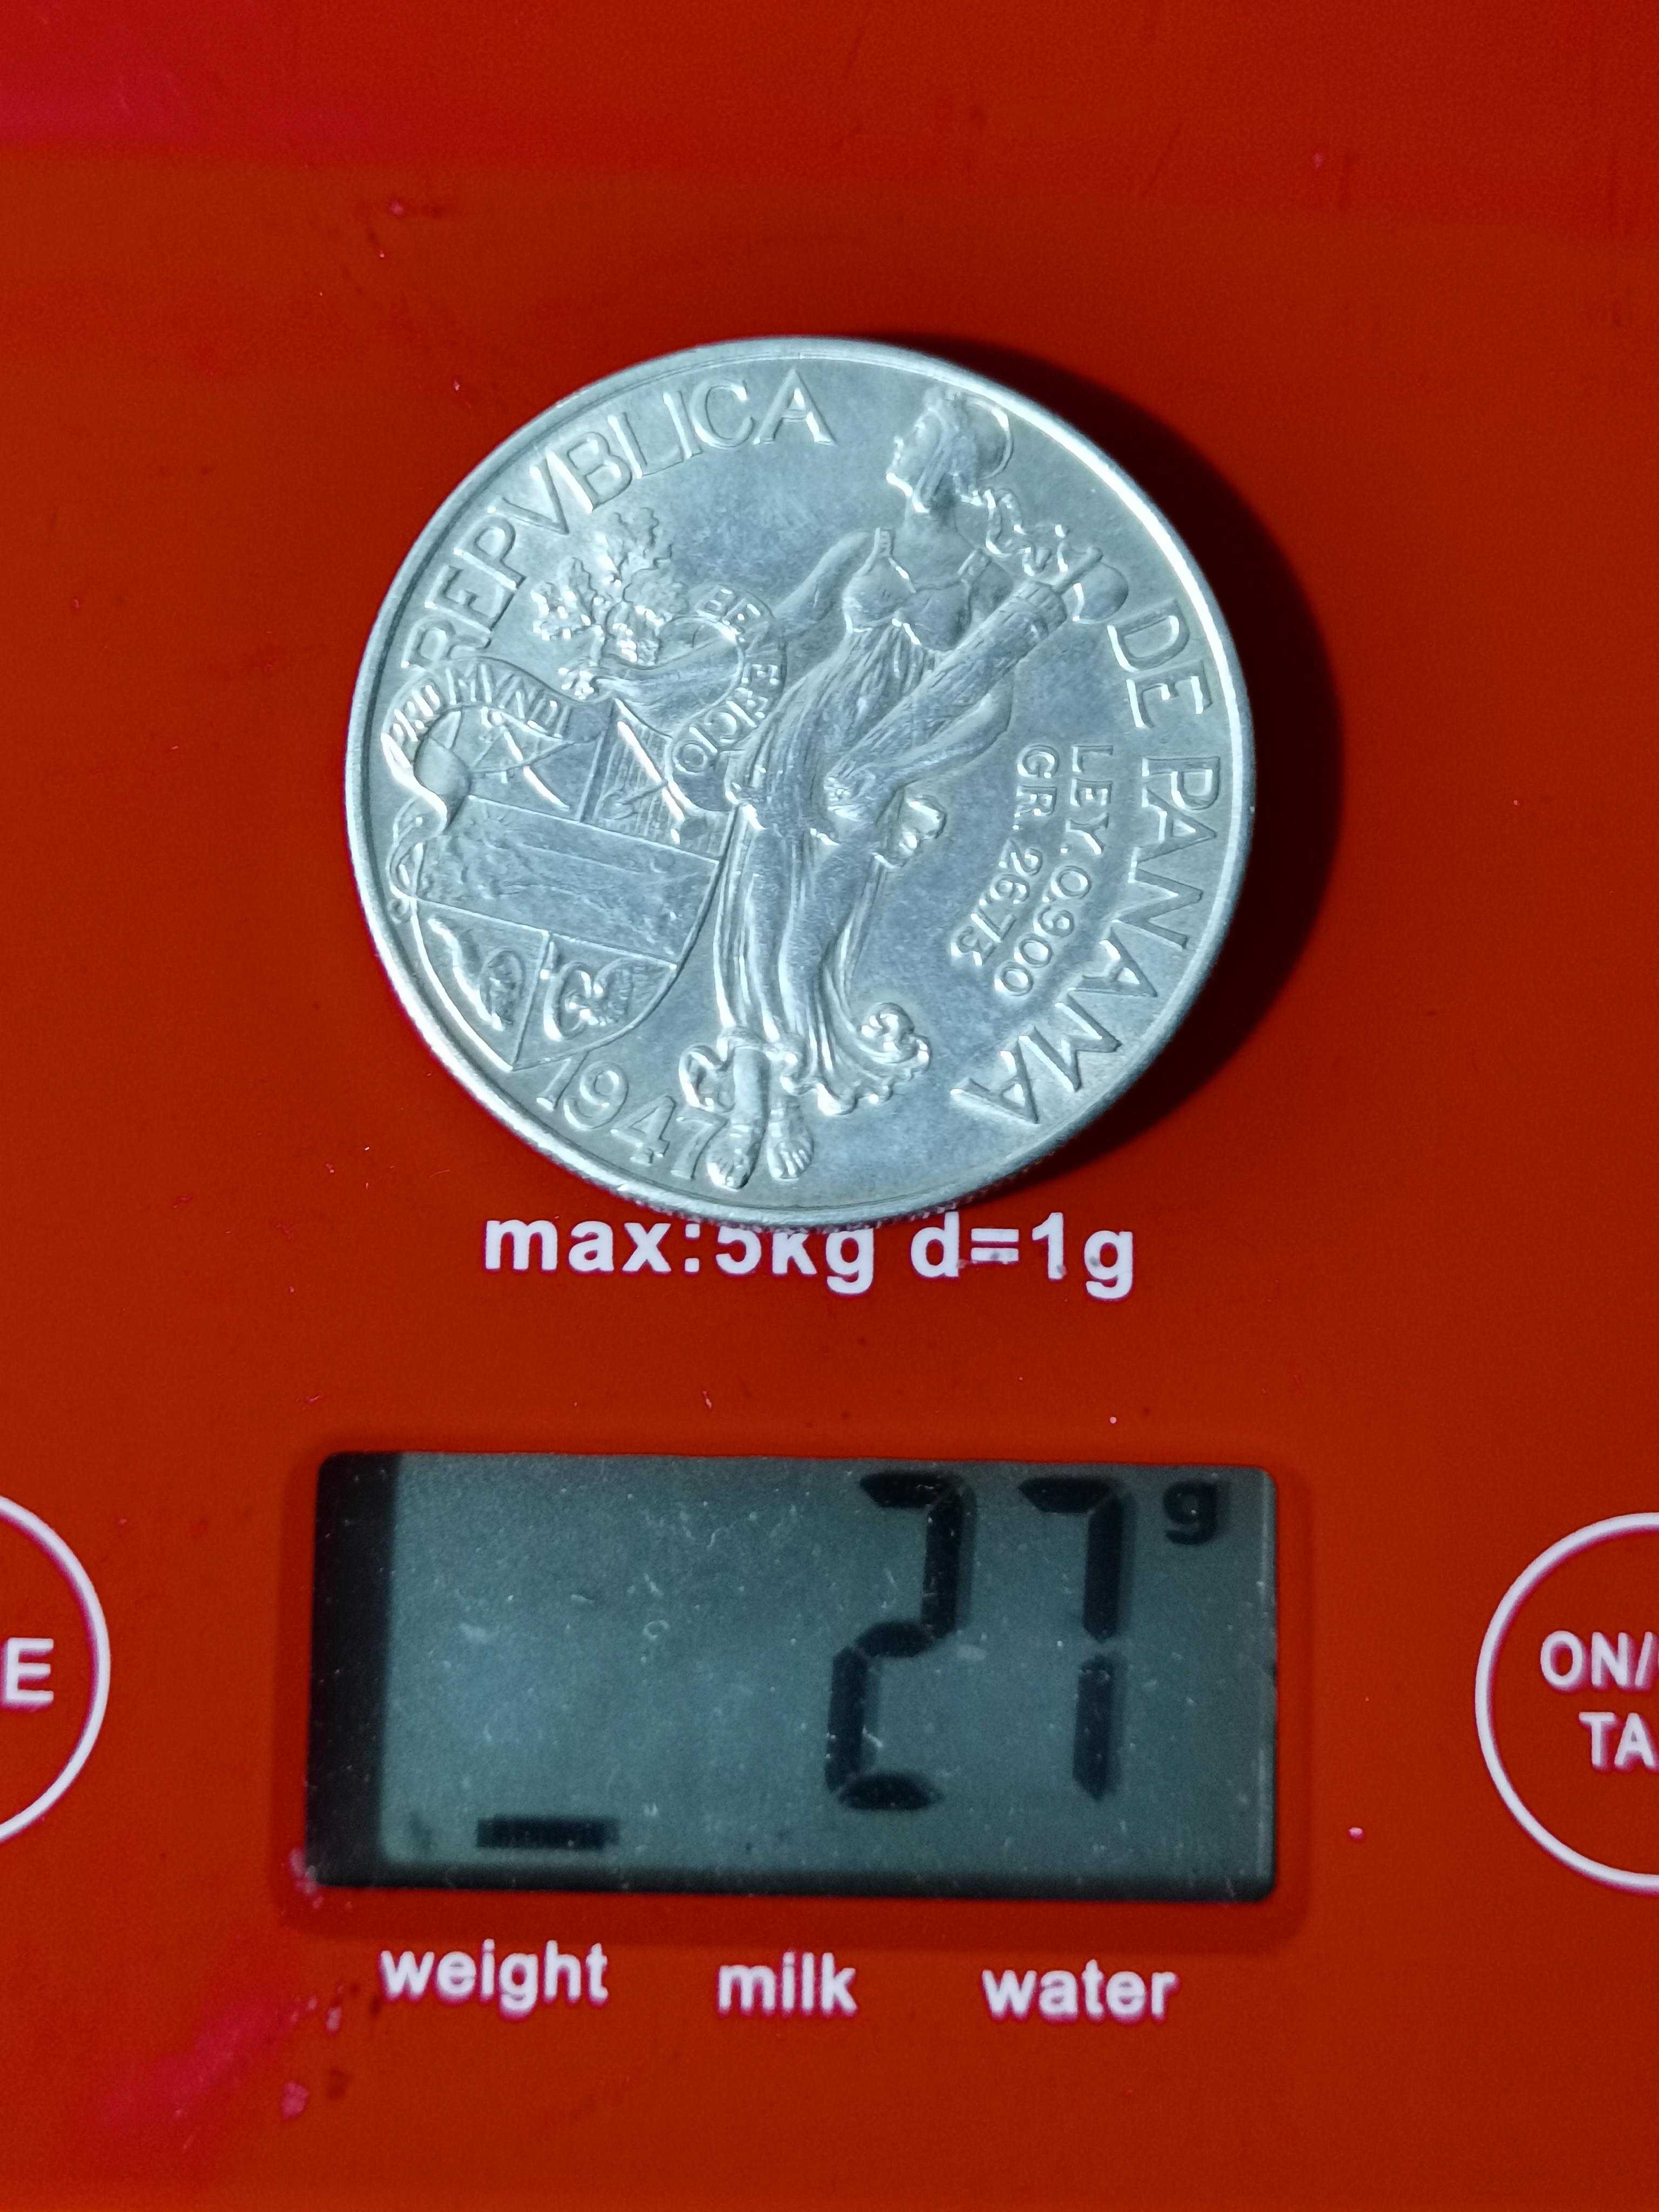 REPVBLICA DE PANAMA
PRO MVNDI
BENEFICIO
LEY. 0.900
GR. 26.73
1947
max:5kg d=1g
27 g
E
ON/
TA
weight milk water